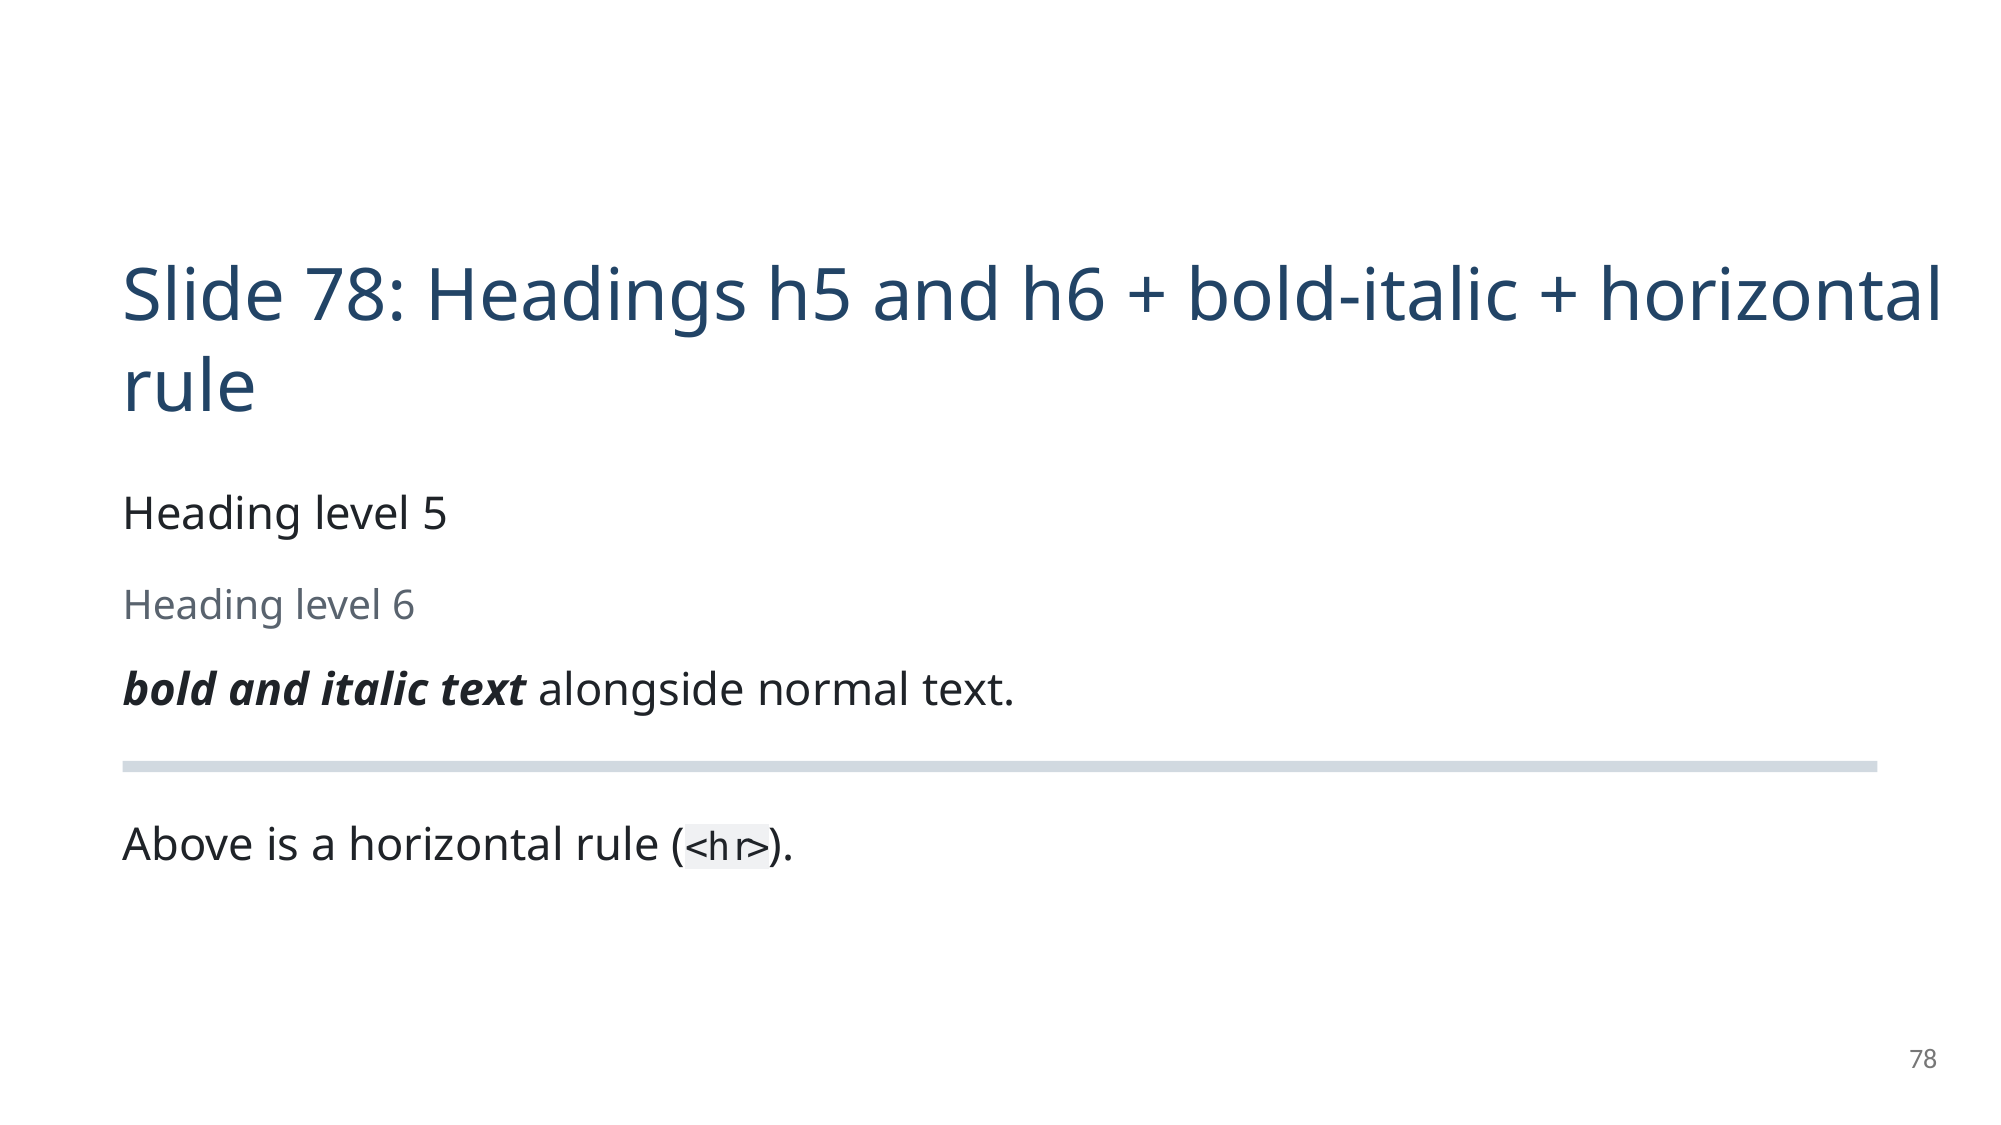 Slide 78: Headings h5 and h6 + bold-italic + horizontal
rule
Heading level 5
Heading level 6
bold and italic text alongside normal text.
Above is a horizontal rule (<hr>).
78